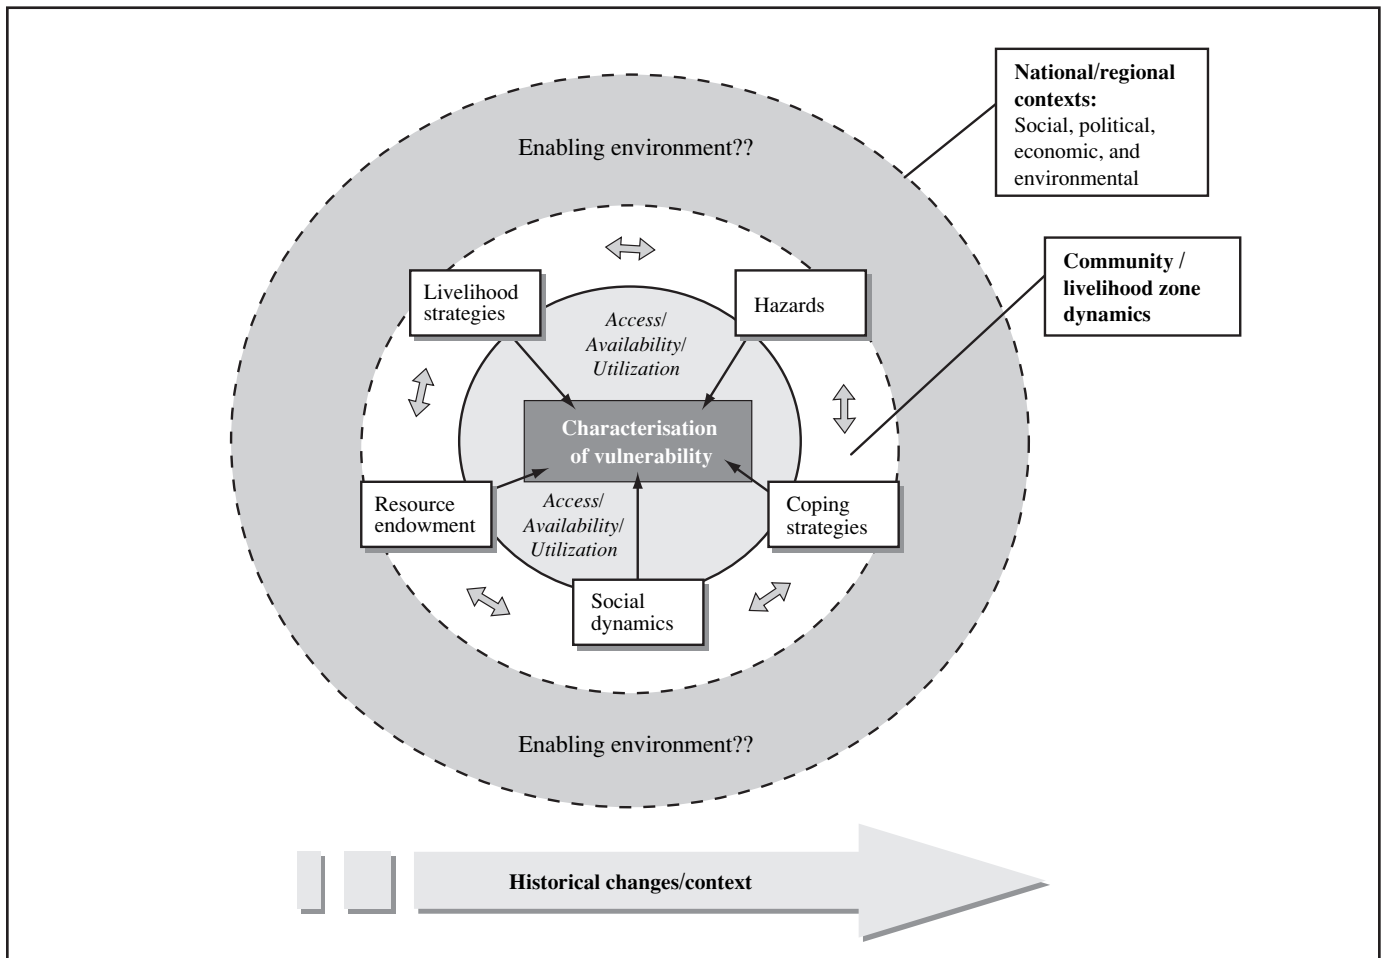 National/regional
contexts:
Social, political,
economic, and
environmental
Enabling environment??
Community /
livelihood zone
dynamics
Livelihood
strategies
Hazards
Access/
Availability/
Utilization
Characterisation
of vulnerability
Resource
endowment
Access/
Availability/
Utilization
Coping
strategies
Social
dynamics
Enabling environment??
Historical changes/context